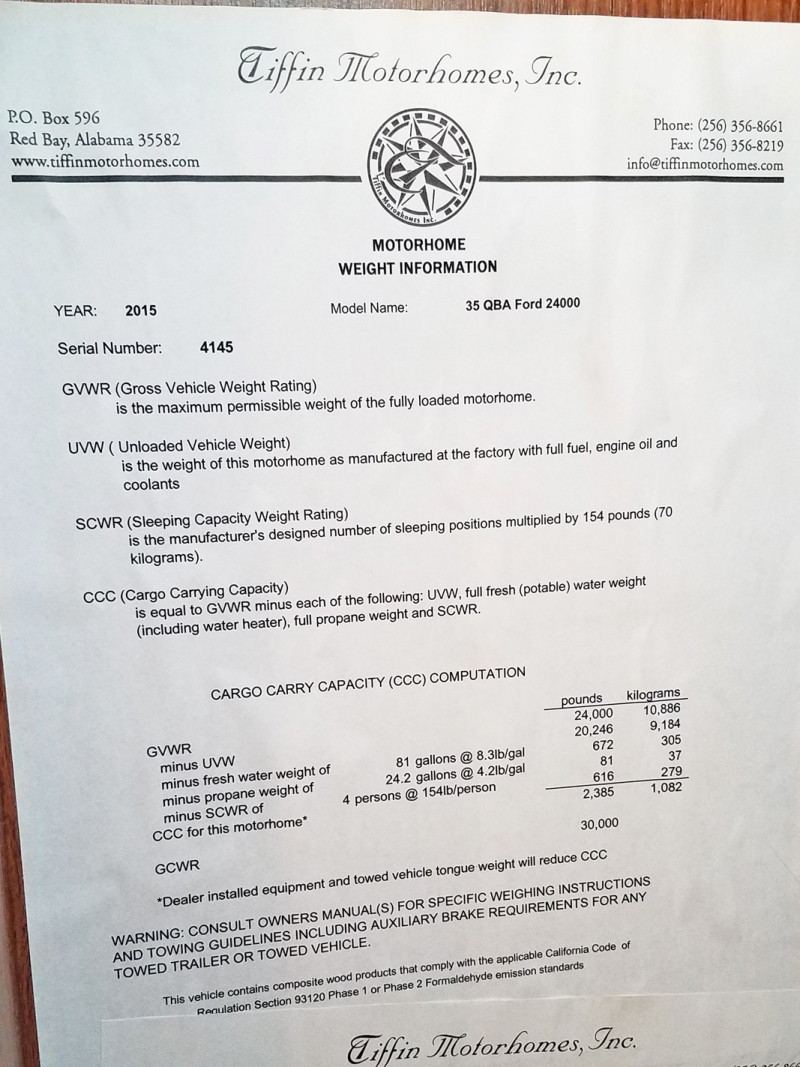 Tiffin Motorhomes, Inc.
P.O. Box 596
Red Bay, Alabama 35582
www.tiffinmotorhomes.com
Phone: (256) 356-8661
Fax: (256) 356-8219
info@tiffinmotorhomes.com
Tiffin Motorhomes Inc.
MOTORHOME
WEIGHT INFORMATION
YEAR: 2015 Model Name: 35 QBA Ford 24000
Serial Number: 4145
GVWR (Gross Vehicle Weight Rating)
is the maximum permissible weight of the fully loaded motorhome.
UVW ( Unloaded Vehicle Weight)
is the weight of this motorhome as manufactured at the factory with full fuel, engine oil and
coolants
SCWR (Sleeping Capacity Weight Rating)
is the manufacturer's designed number of sleeping positions multiplied by 154 pounds (70
kilograms).
CCC (Cargo Carrying Capacity)
is equal to GVWR minus each of the following: UVW, full fresh (potable) water weight
(including water heater), full propane weight and SCWR.
CARGO CARRY CAPACITY (CCC) COMPUTATION
pounds kilograms
GVWR 24,000 10,886
minus UVW 20,246 9,184
minus fresh water weight of 81 gallons @ 8.3lb/gal 672 305
minus propane weight of 24.2 gallons @ 4.2lb/gal 81 37
minus SCWR of 4 persons @ 154lb/person 616 279
CCC for this motorhome* 2,385 1,082
GCWR 30,000
*Dealer installed equipment and towed vehicle tongue weight will reduce CCC
WARNING: CONSULT OWNERS MANUAL(S) FOR SPECIFIC WEIGHING INSTRUCTIONS
AND TOWING GUIDELINES INCLUDING AUXILIARY BRAKE REQUIREMENTS FOR ANY
TOWED TRAILER OR TOWED VEHICLE.
This vehicle contains composite wood products that comply with the applicable California Code of
Regulation Section 93120 Phase 1 or Phase 2 Formaldehyde emission standards
Tiffin Motorhomes, Inc.